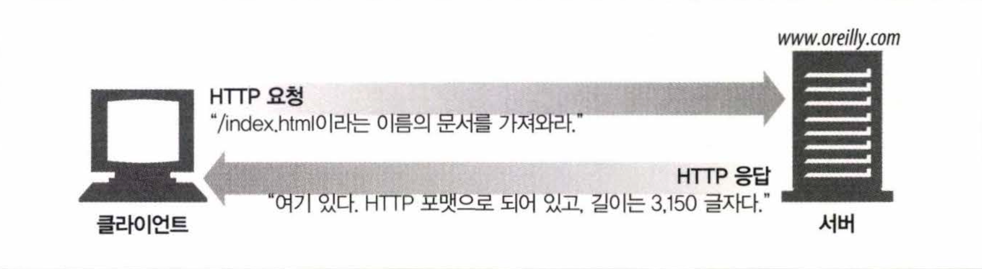 www.oreilly.com
HTTP 요청
“/index.html이라는 이름의 문서를 가져와라.”
HTTP 응답
“여기 있다. HTTP 포맷으로 되어 있고, 길이는 3,150 글자다.”
클라이언트
서버